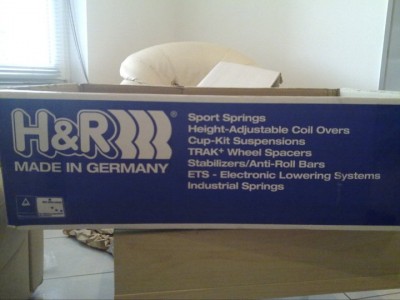 H&R®
MADE IN GERMANY
Sport Springs
Height-Adjustable Coil Overs
Cup-Kit Suspensions
TRAK+ Wheel Spacers
Stabilizers/Anti-Roll Bars
ETS - Electronic Lowering Systems
Industrial Springs